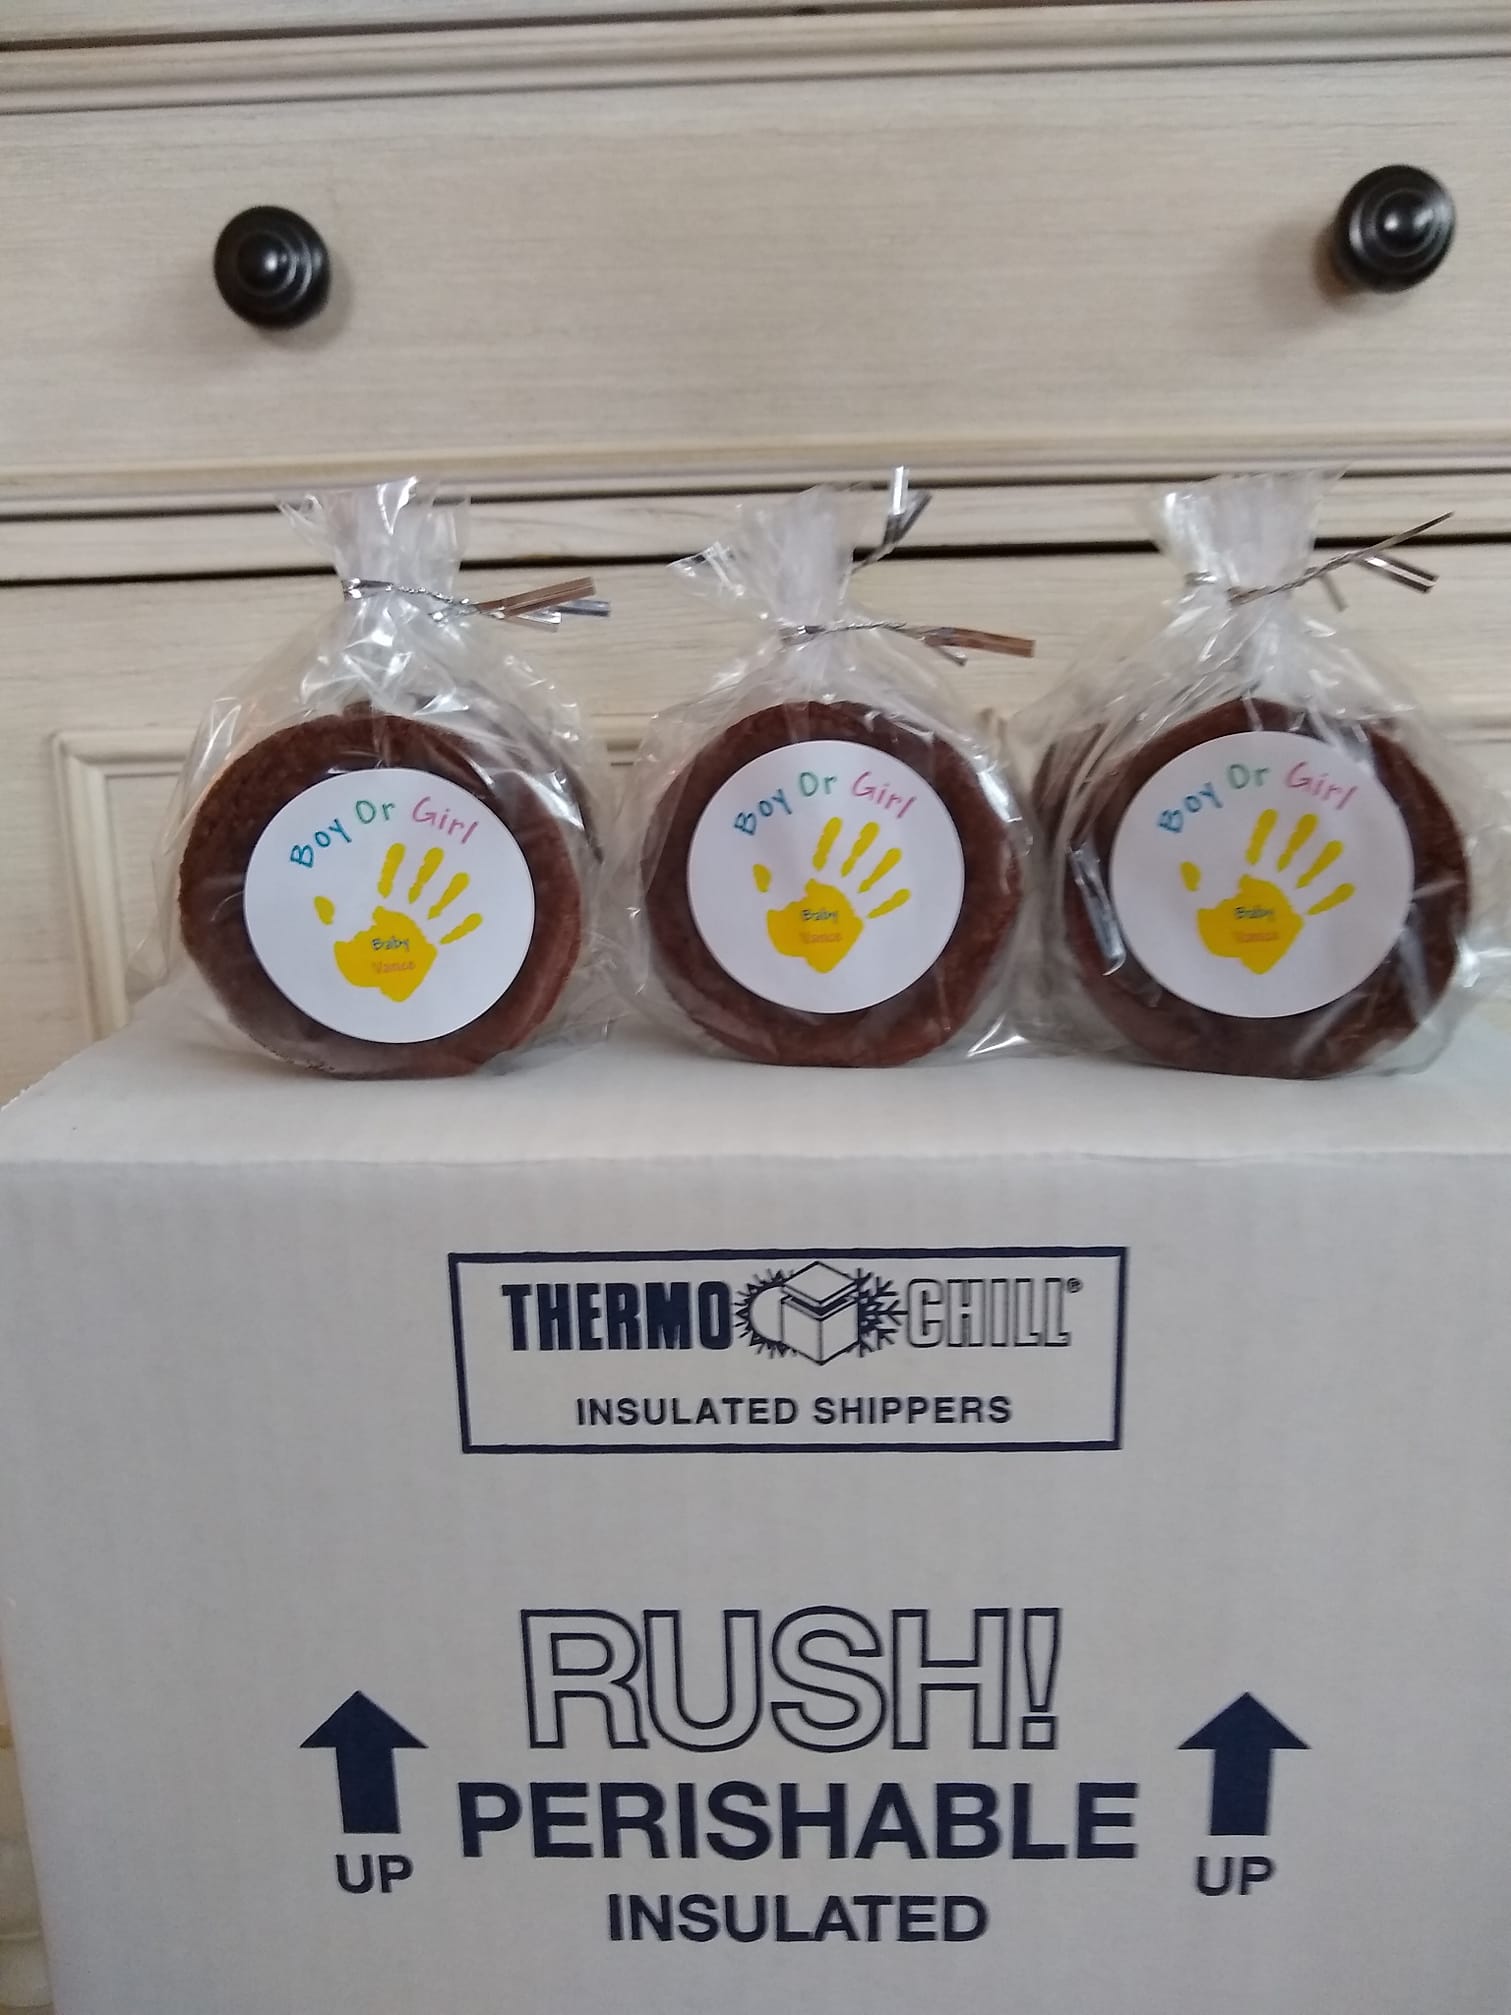 Boy Or Girl
Baby
Vance
Boy Or Girl
Baby
Vance
Boy Or Girl
Baby
Vance
THERMO CHILL®
INSULATED SHIPPERS
RUSH!
PERISHABLE
INSULATED
UP
UP